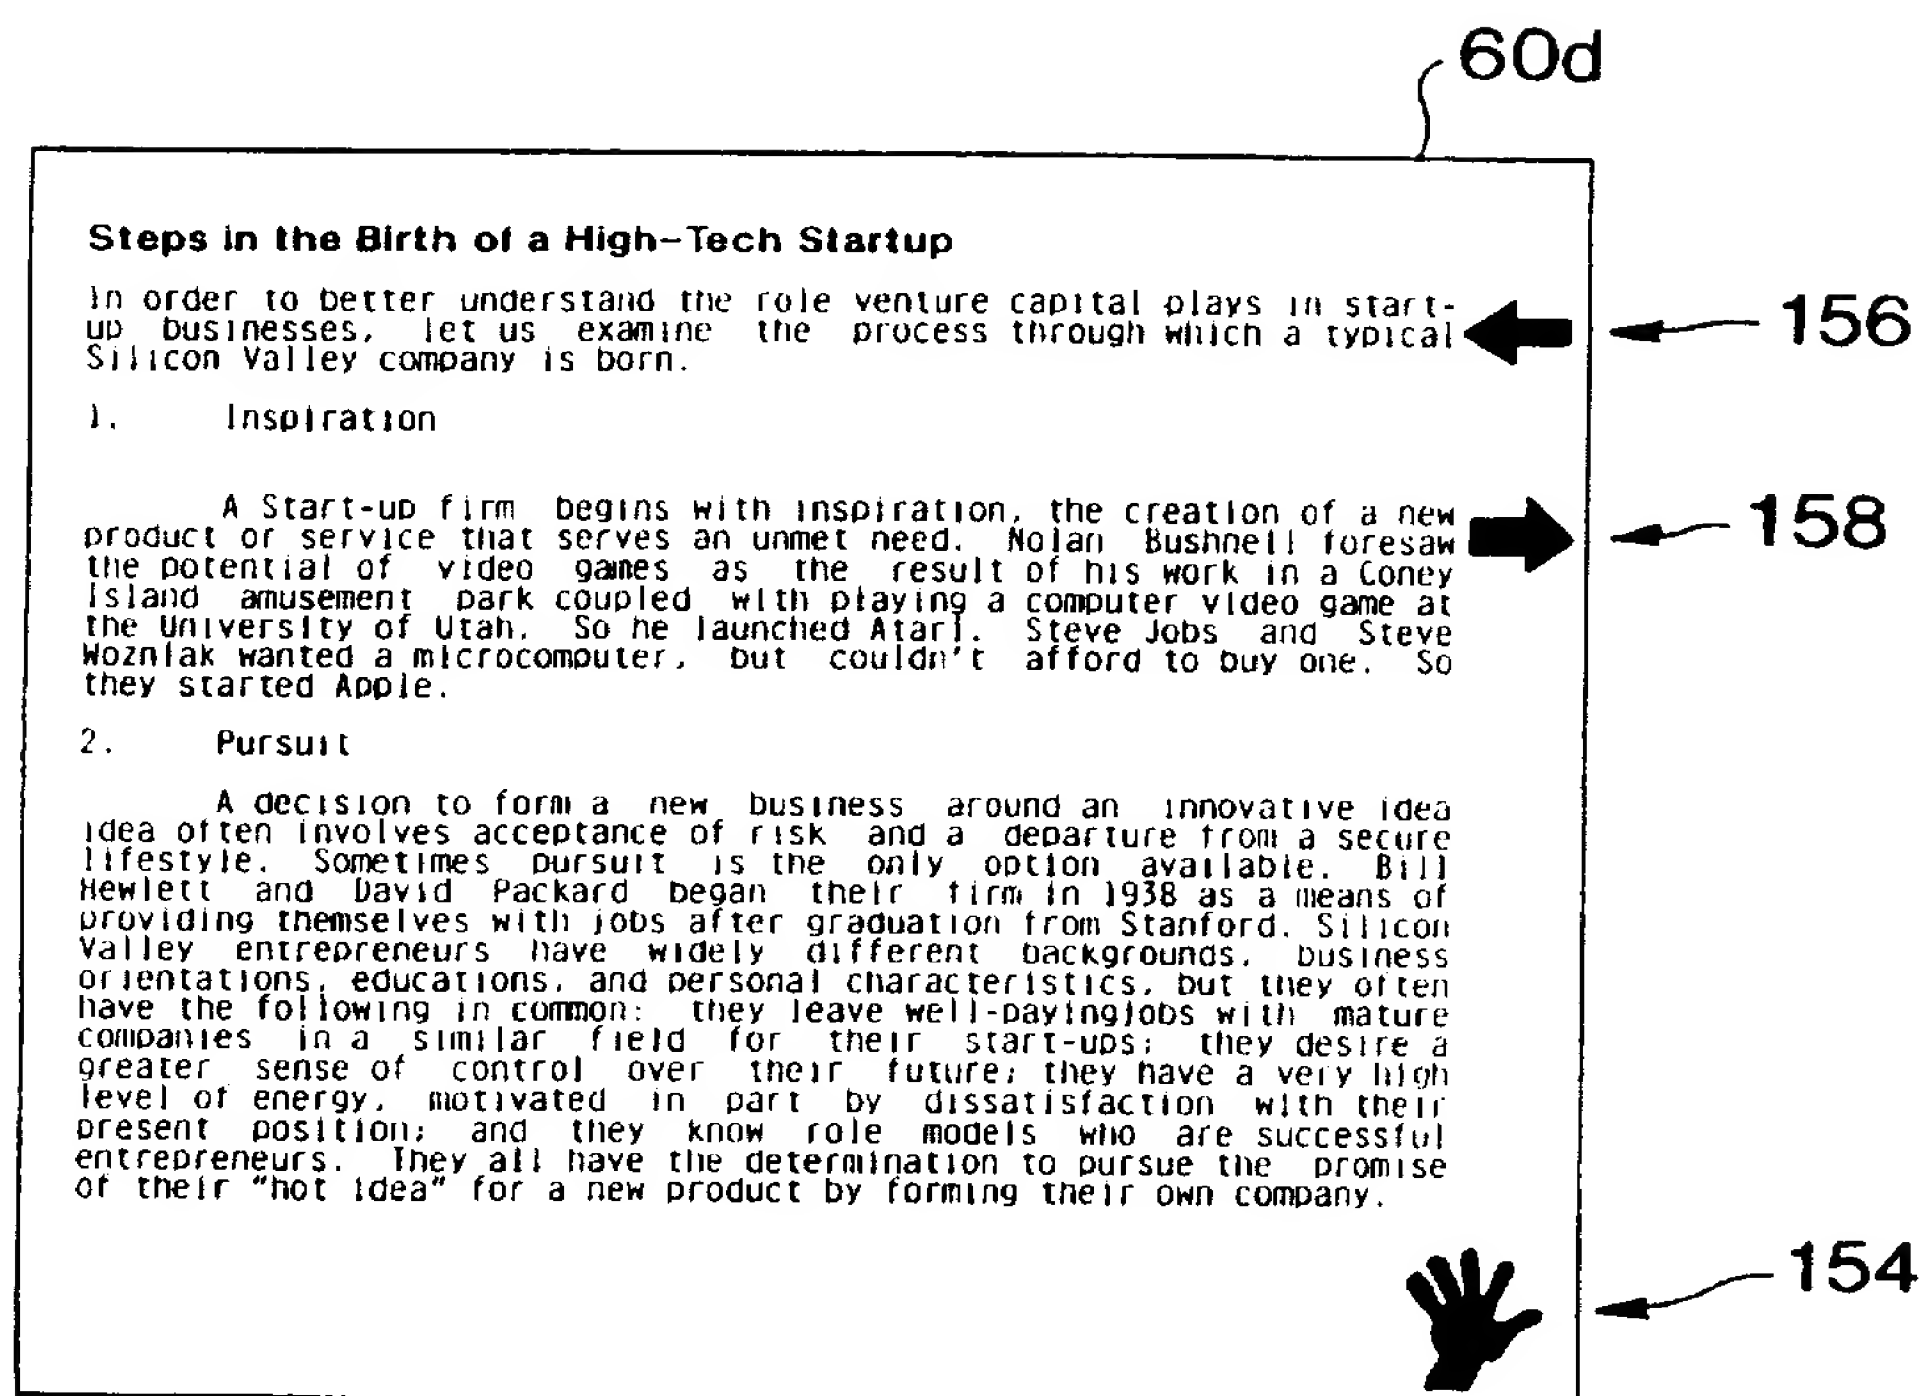 60d
Steps in the Birth of a High-Tech Startup
In order to better understand the role venture capital plays in start-
up businesses, let us examine the process through which a typical
Silicon Valley company is born.
156
1. Inspiration
A Start-up firm begins with inspiration, the creation of a new
product or service that serves an unmet need. Nolan Bushnell foresaw
158
the potential of video games as the result of his work in a Coney
Island amusement park coupled with playing a computer video game at
the University of Utah. So he launched Atari. Steve Jobs and Steve
Wozniak wanted a microcomputer, but couldn't afford to buy one. So
they started Apple.
2. Pursuit
A decision to form a new business around an innovative idea
idea often involves acceptance of risk and a departure from a secure
lifestyle. Sometimes pursuit is the only option available. Bill
Hewlett and David Packard began their firm in 1938 as a means of
providing themselves with jobs after graduation from Stanford. Silicon
Valley entrepreneurs have widely different backgrounds, business
orientations, educations, and personal characteristics, but they often
have the following in common: they leave well-payingjobs with mature
companies in a similar field for their start-ups; they desire a
greater sense of control over their future; they have a very high
level of energy, motivated in part by dissatisfaction with their
present position; and they know role models who are successful
entrepreneurs. They all have the determination to pursue the promise
of their "hot idea" for a new product by forming their own company.
154